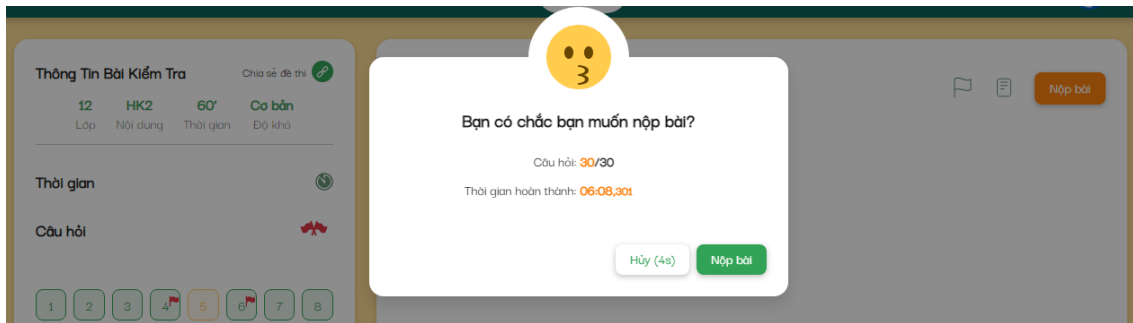 Thông Tin Bài Kiểm Tra
Chia sẻ đề thi
12 HK2 60' Cơ bản
Lớp Nội dung Thời gian Độ khó
Thời gian
Câu hỏi
1 2 3 4 5 6 7 8
Bạn có chắc bạn muốn nộp bài?
Câu hỏi: 30/30
Thời gian hoàn thành: 06:08,301
Hủy (4s) Nộp bài
Nộp bài